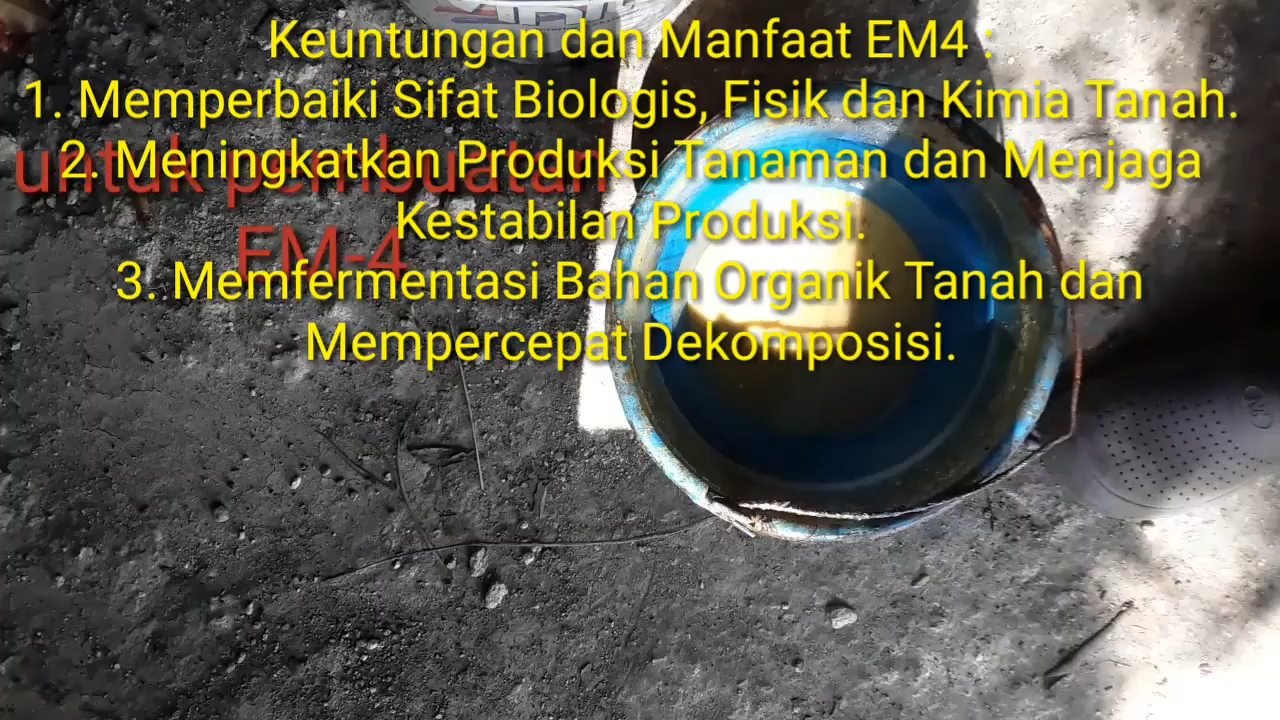 Keuntungan dan Manfaat EM4 :
1. Memperbaiki Sifat Biologis, Fisik dan Kimia Tanah.
2. Meningkatkan Produksi Tanaman dan Menjaga
Kestabilan Produksi.
3. Memfermentasi Bahan Organik Tanah dan
Mempercepat Dekomposisi.
untuk pembuatan
EM-4